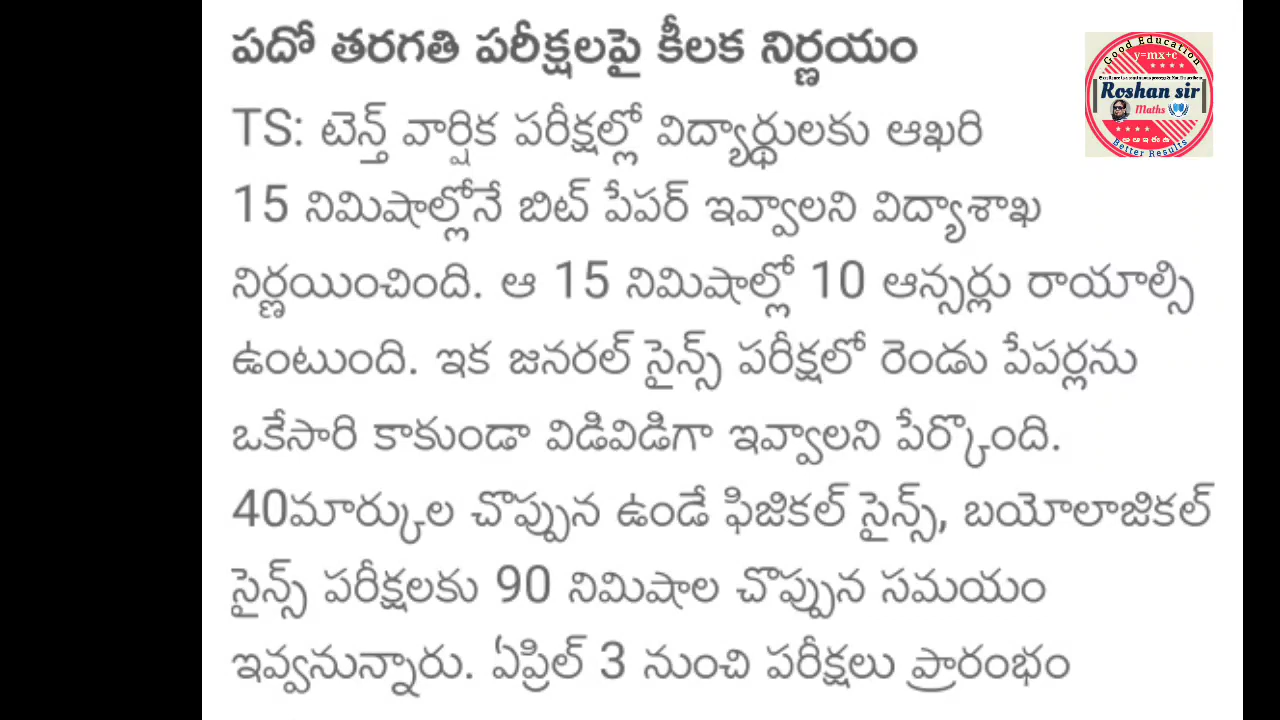 పదో తరగతి పరీక్షలపై కీలక నిర్ణయం
TS: టెన్త్ వార్షిక పరీక్షల్లో విద్యార్థులకు ఆఖరి
15 నిమిషాల్లోనే బిట్ పేపర్ ఇవ్వాలని విద్యాశాఖ
నిర్ణయించింది. ఆ 15 నిమిషాల్లో 10 ఆన్సర్లు రాయాల్సి
ఉంటుంది. ఇక జనరల్ సైన్స్ పరీక్షలో రెండు పేపర్లను
ఒకేసారి కాకుండా విడివిడిగా ఇవ్వాలని పేర్కొంది.
40మార్కుల చొప్పున ఉండే ఫిజికల్ సైన్స్, బయోలాజికల్
సైన్స్ పరీక్షలకు 90 నిమిషాల చొప్పున సమయం
ఇవ్వనున్నారు. ఏప్రిల్ 3 నుంచి పరీక్షలు ప్రారంభం
Good Education
y=mx+c
Roshan sir
Maths
Better Results